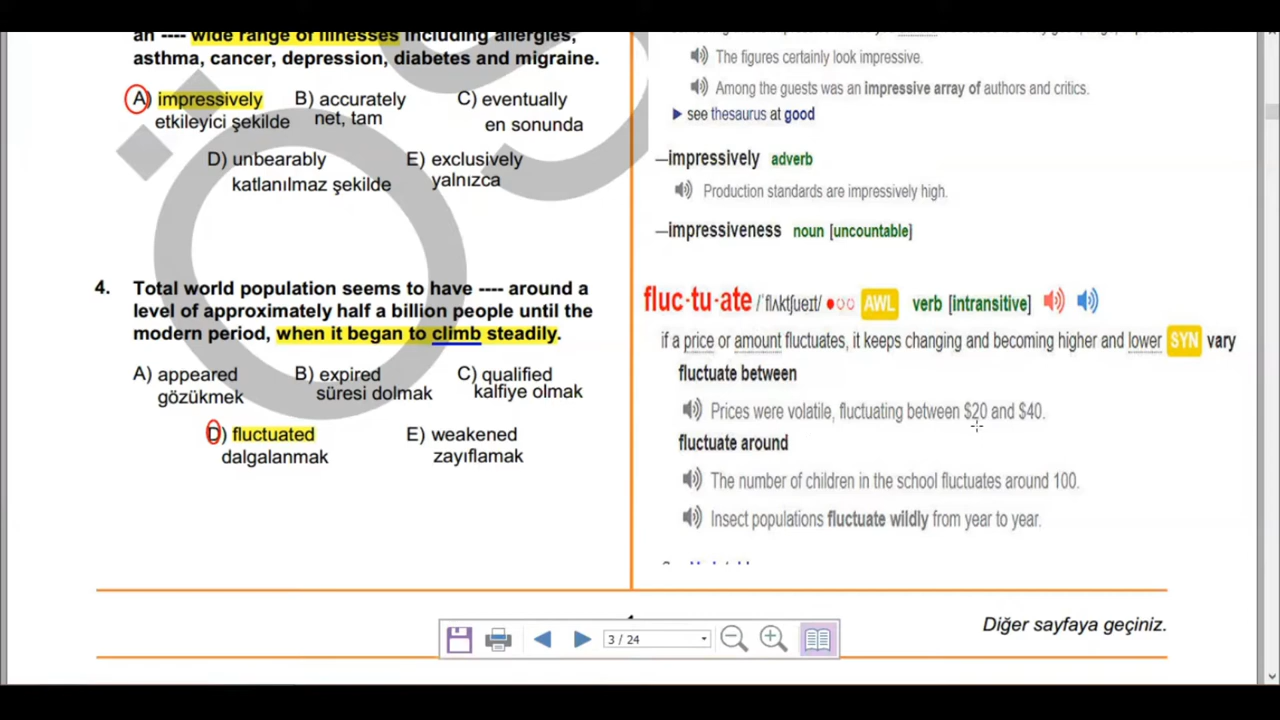 an ---- wide range of illnesses including allergies,
asthma, cancer, depression, diabetes and migraine.
A) impressively B) accurately C) eventually
etkileyici şekilde net, tam en sonunda
D) unbearably E) exclusively
katlanılmaz şekilde yalnızca
4. Total world population seems to have ---- around a
level of approximately half a billion people until the
modern period, when it began to climb steadily.
A) appeared B) expired C) qualified
gözükmek süresi dolmak kalfiye olmak
D) fluctuated E) weakened
dalgalanmak zayıflamak
The figures certainly look impressive.
Among the guests was an impressive array of authors and critics.
▶ see thesaurus at good
—impressively adverb
Production standards are impressively high.
—impressiveness noun [uncountable]
fluc·tu·ate /ˈflʌktʃueɪt/ ●○○ AWL verb [intransitive]
if a price or amount fluctuates, it keeps changing and becoming higher and lower SYN vary
fluctuate between
Prices were volatile, fluctuating between $20 and $40.
fluctuate around
The number of children in the school fluctuates around 100.
Insect populations fluctuate wildly from year to year.
Diğer sayfaya geçiniz.
3 / 24